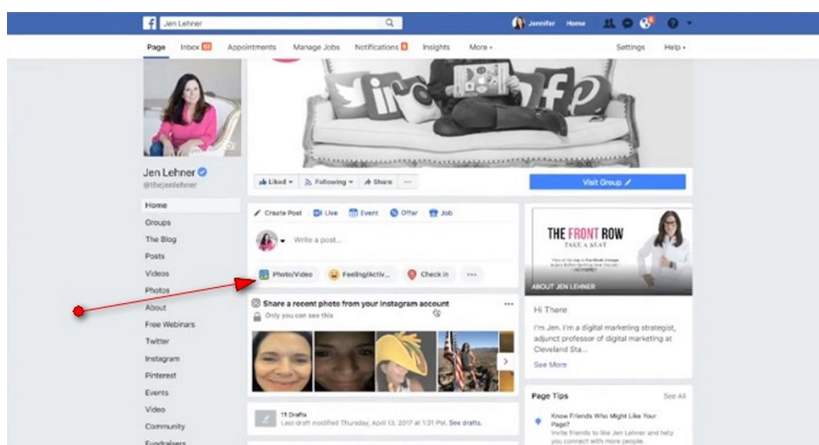 Jen Lehner
Jennifer Home
Page Inbox Appointments Manage Jobs Notifications Insights More Settings Help
Jen Lehner
@thejenlehner
Liked Following Share
Visit Group
Home
Groups
The Blog
Posts
Videos
Photos
About
Free Webinars
Twitter
Instagram
Pinterest
Events
Video
Community
Fundraisers
Create Post Live Event Offer Job
Write a post...
Photo/Video Feeling/Activ... Check in
Share a recent photo from your Instagram account
Only you can see this
11 Drafts
Last draft modified Thursday, April 13, 2017 at 1:31 PM. See drafts.
THE FRONT ROW
TAKE A SEAT
ABOUT JEN LEHNER
Hi There
I'm Jen. I'm a digital marketing strategist,
adjunct professor of digital marketing at
Cleveland Sta...
See More
Page Tips See All
Know Friends Who Might Like Your
Page?
Invite friends to like Jen Lehner and help
you connect with more people.